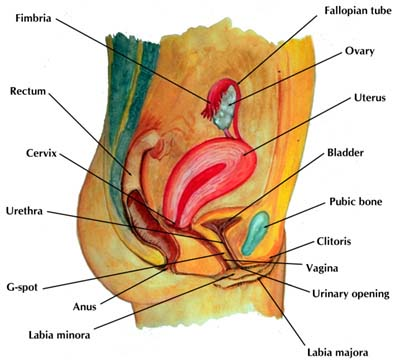 Fimbria
Fallopian tube
Ovary
Rectum
Uterus
Cervix
Bladder
Urethra
Pubic bone
Clitoris
G-spot
Vagina
Anus
Urinary opening
Labia minora
Labia majora